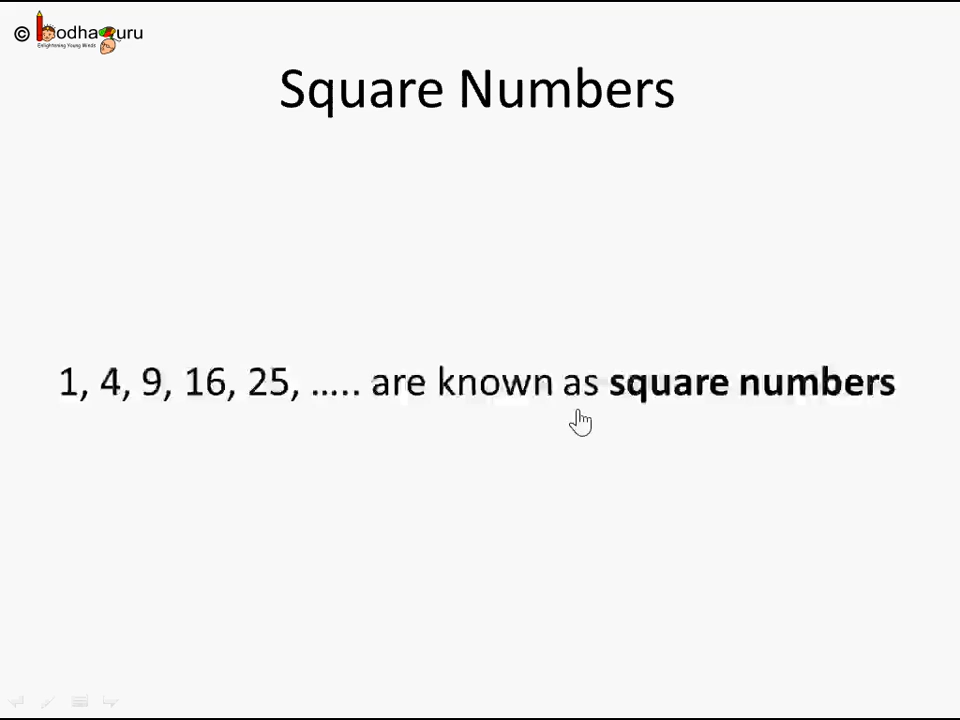 © BodhaGuru
Enlightening Young Minds
Square Numbers
1, 4, 9, 16, 25, ….. are known as square numbers